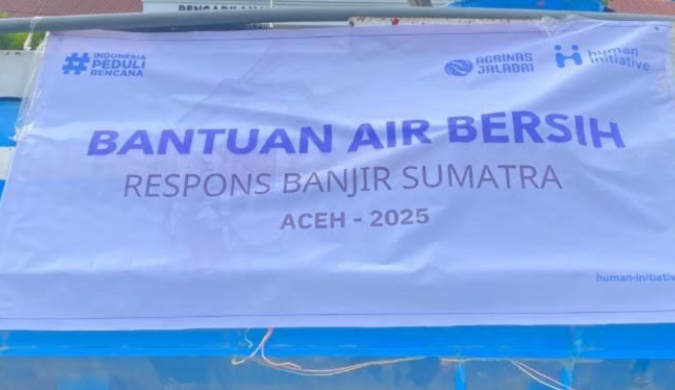 # INDONESIA
PEDULI
BENCANA
AGRINAS
JALADRI
human
initiative
BANTUAN AIR BERSIH
RESPONS BANJIR SUMATRA
ACEH - 2025
human-initiative